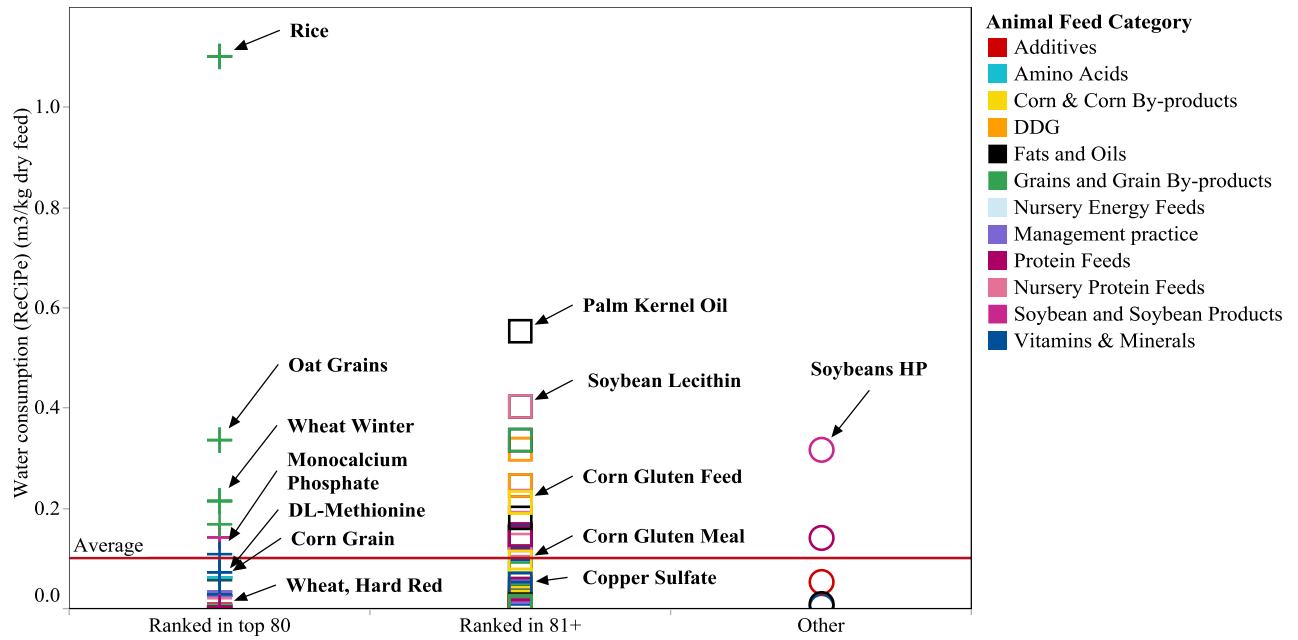 Water consumption (ReCiPe) (m3/kg dry feed)
1.0
0.8
0.6
0.4
0.2
0.0
Average
Rice
Oat Grains
Wheat Winter
Monocalcium
Phosphate
DL-Methionine
Corn Grain
Wheat, Hard Red
Palm Kernel Oil
Soybean Lecithin
Corn Gluten Feed
Corn Gluten Meal
Copper Sulfate
Soybeans HP
Ranked in top 80
Ranked in 81+
Other
Animal Feed Category
Additives
Amino Acids
Corn & Corn By-products
DDG
Fats and Oils
Grains and Grain By-products
Nursery Energy Feeds
Management practice
Protein Feeds
Nursery Protein Feeds
Soybean and Soybean Products
Vitamins & Minerals